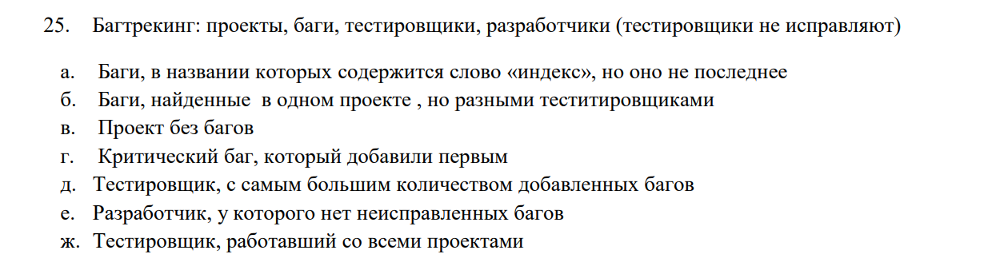 25. Багтрекинг: проекты, баги, тестировщики, разработчики (тестировщики не исправляют)
а. Баги, в названии которых содержится слово «индекс», но оно не последнее
б. Баги, найденные в одном проекте , но разными теститировщиками
в. Проект без багов
г. Критический баг, который добавили первым
д. Тестировщик, с самым большим количеством добавленных багов
е. Разработчик, у которого нет неисправленных багов
ж. Тестировщик, работавший со всеми проектами